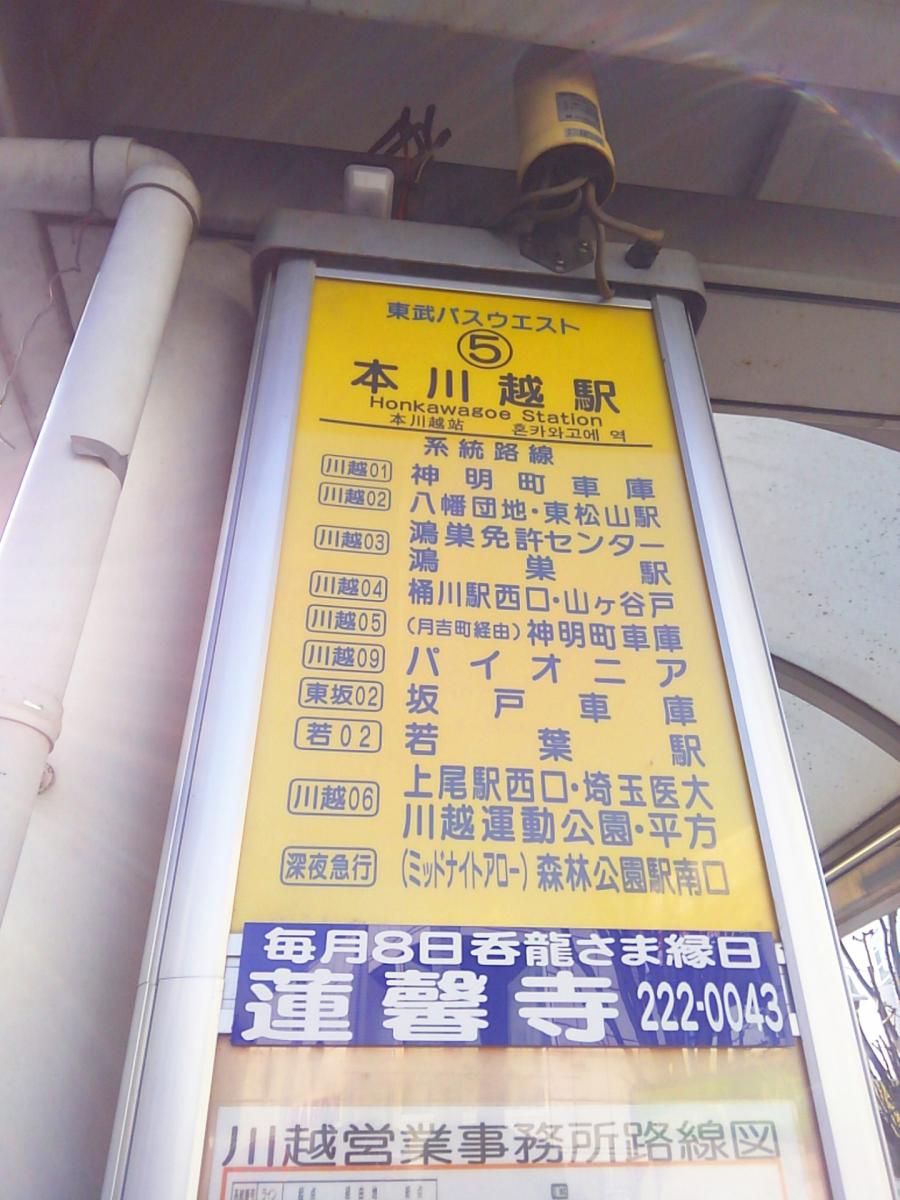 東武バスウエスト
⑤
本川越駅
Honkawagoe Station
本川越站 혼카와고에 역
系統路線
川越01 神明町車庫
川越02 八幡団地・東松山駅
川越03 鴻巣免許センター
鴻巣駅
川越04 桶川駅西口・山ヶ谷戸
川越05 (月吉町経由)神明町車庫
川越09 パイオニア
東坂02 坂戸車庫
若02 若葉駅
川越06 上尾駅西口・埼玉医大
川越運動公園・平方
深夜急行 (ミッドナイトアロー)森林公園駅南口
毎月8日呑龍さま縁日
蓮馨寺 222-0043
川越営業事務所路線図